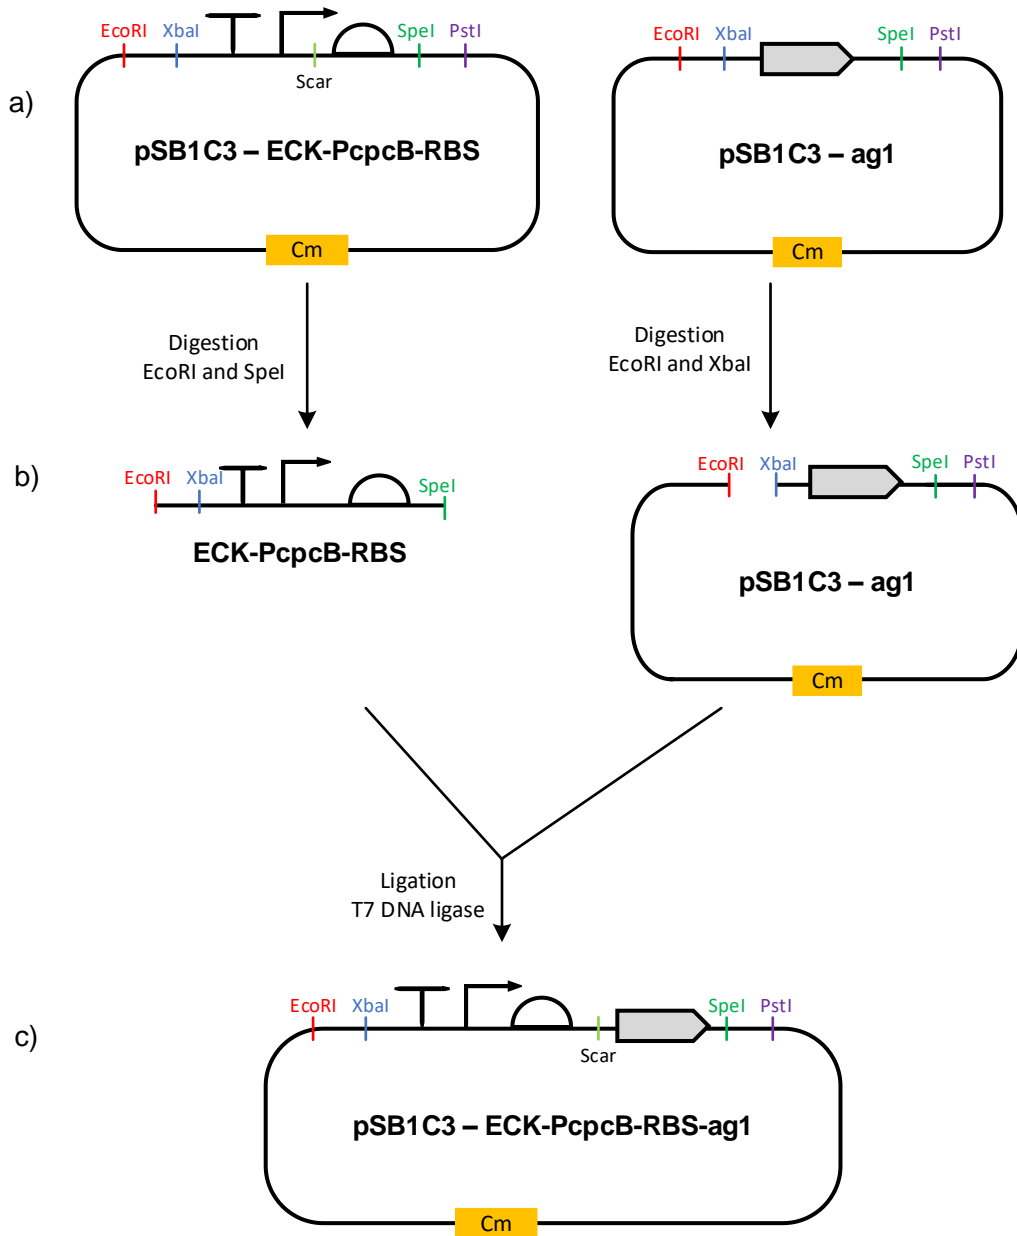 EcoRI XbaI SpeI PstI
Scar
a)
pSB1C3 – ECK-PcpcB-RBS
Cm
EcoRI XbaI SpeI PstI
pSB1C3 – ag1
Cm
Digestion
EcoRI and SpeI
Digestion
EcoRI and XbaI
b)
EcoRI XbaI SpeI
ECK-PcpcB-RBS
EcoRI XbaI SpeI PstI
pSB1C3 – ag1
Cm
Ligation
T7 DNA ligase
c)
EcoRI XbaI SpeI PstI
Scar
pSB1C3 – ECK-PcpcB-RBS-ag1
Cm